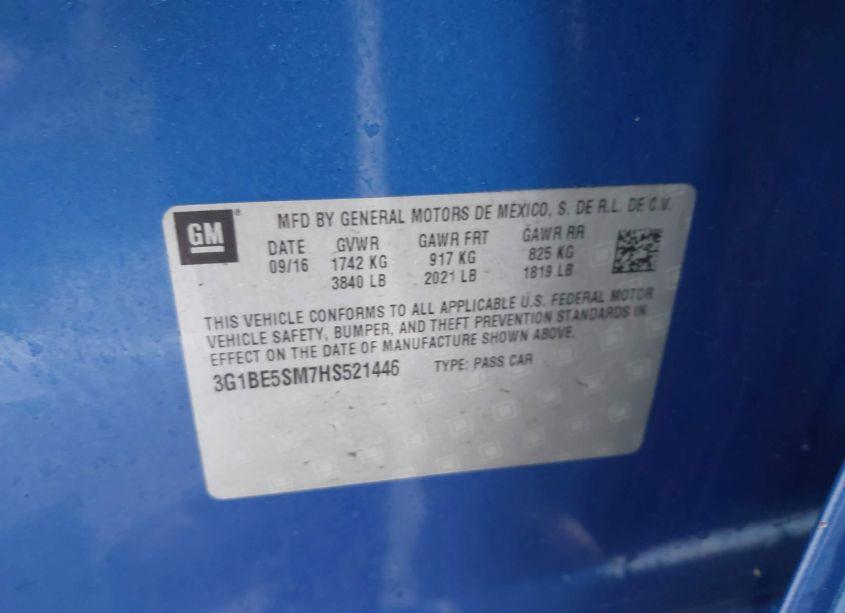 GM® MFD BY GENERAL MOTORS DE MEXICO, S. DE R.L. DE C.V.
DATE GVWR GAWR FRT GAWR RR
09/16 1742 KG 917 KG 825 KG
3840 LB 2021 LB 1819 LB
THIS VEHICLE CONFORMS TO ALL APPLICABLE U.S. FEDERAL MOTOR
VEHICLE SAFETY, BUMPER, AND THEFT PREVENTION STANDARDS IN
EFFECT ON THE DATE OF MANUFACTURE SHOWN ABOVE.
3G1BE5SM7HS521446 TYPE: PASS CAR